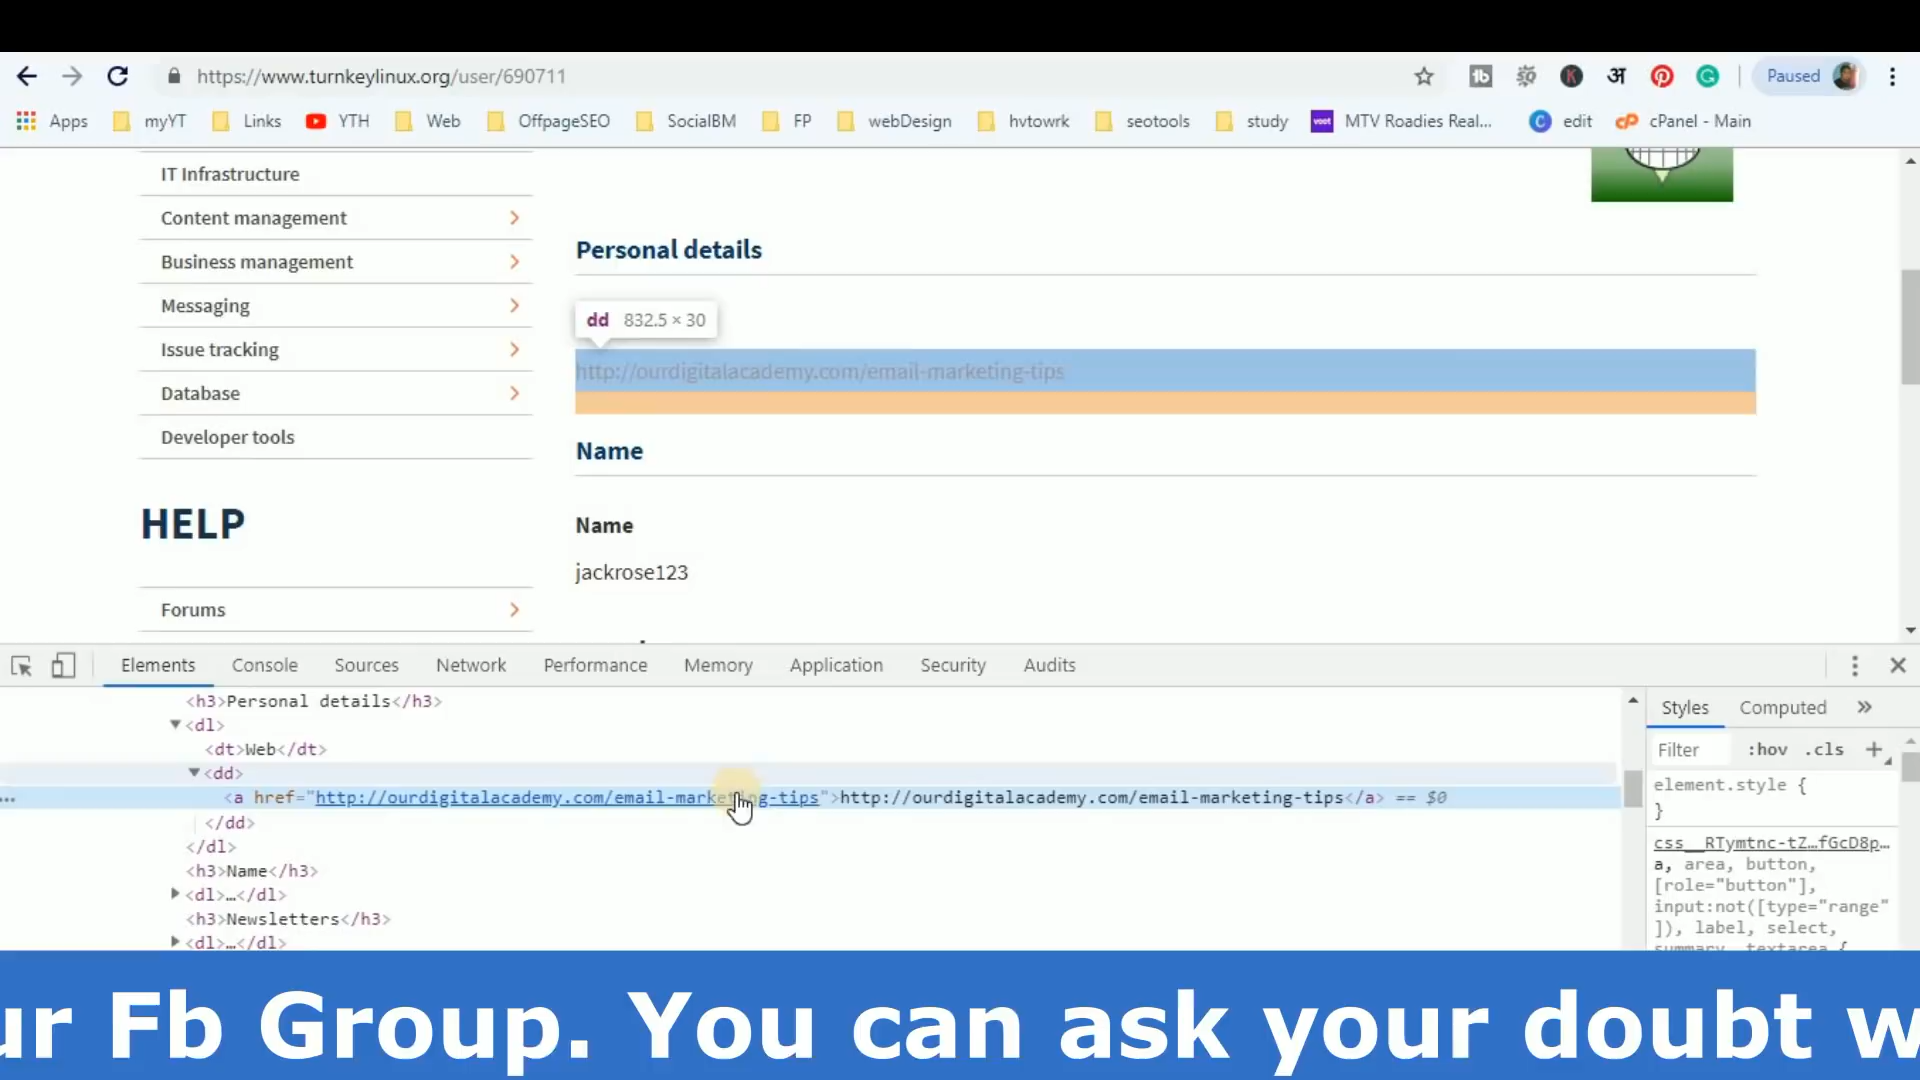 https://www.turnkeylinux.org/user/690711
Paused
Apps myYT Links YTH Web OffpageSEO SocialBM FP webDesign hvtowrk seotools study voot MTV Roadies Real... edit cPanel - Main
IT Infrastructure
Content management
Business management
Messaging
Issue tracking
Database
Developer tools
HELP
Forums
Personal details
dd 832.5 × 30
http://ourdigitalacademy.com/email-marketing-tips
Name
Name
jackrose123
Elements Console Sources Network Performance Memory Application Security Audits
<h3>Personal details</h3>
<dl>
<dt>Web</dt>
<dd>
... <a href="http://ourdigitalacademy.com/email-marketing-tips">http://ourdigitalacademy.com/email-marketing-tips</a> == $0
</dd>
</dl>
<h3>Name</h3>
<dl>…</dl>
<h3>Newsletters</h3>
<dl>…</dl>
Styles Computed »
Filter :hov .cls +
element.style {
}
css__RTymtnc-tZ…fGcD8p…
a, area, button,
[role="button"],
input:not([type="range"
]), label, select,
summary, textarea {
ur Fb Group. You can ask your doubt w